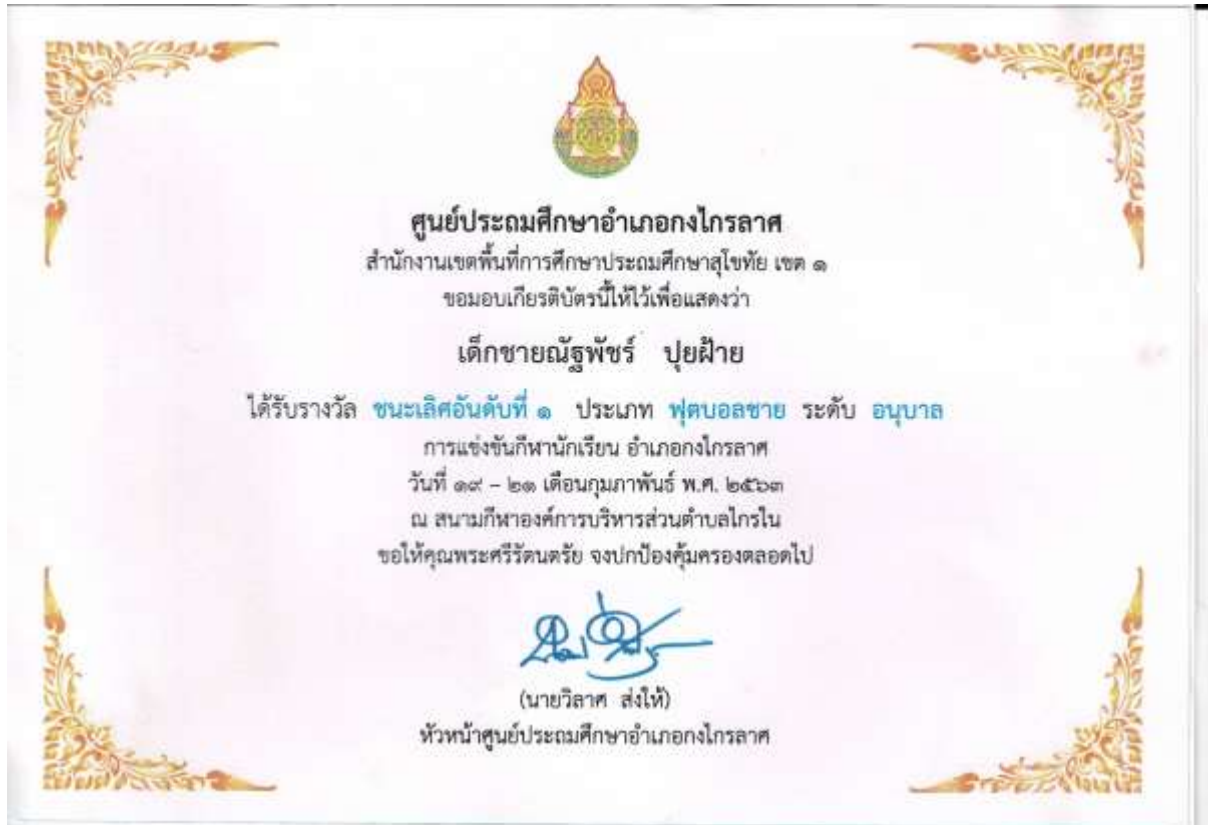 ศูนย์ประถมศึกษาอำเภอกงไกรลาศ
สำนักงานเขตพื้นที่การศึกษาประถมศึกษาสุโขทัย เขต ๑
ขอมอบเกียรติบัตรนี้ให้ไว้เพื่อแสดงว่า
เด็กชายณัฐพัชร์ ปุยฝ้าย
ได้รับรางวัล ชนะเลิศอันดับที่ ๑ ประเภท ฟุตบอลชาย ระดับ อนุบาล
การแข่งขันกีฬานักเรียน อำเภอกงไกรลาศ
วันที่ ๑๙ - ๒๑ เดือนกุมภาพันธ์ พ.ศ. ๒๕๖๓
ณ สนามกีฬาองค์การบริหารส่วนตำบลไกรใน
ขอให้คุณพระศรีรัตนตรัย จงปกป้องคุ้มครองตลอดไป
(นายวิลาศ ส่งให้)
หัวหน้าศูนย์ประถมศึกษาอำเภอกงไกรลาศ